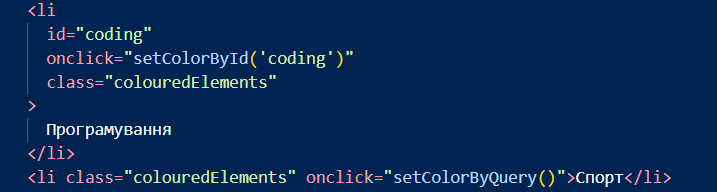 <li
id="coding"
onclick="setColorById('coding')"
class="colouredElements"
>
Програмування
</li>
<li class="colouredElements" onclick="setColorByQuery()">Спорт</li>